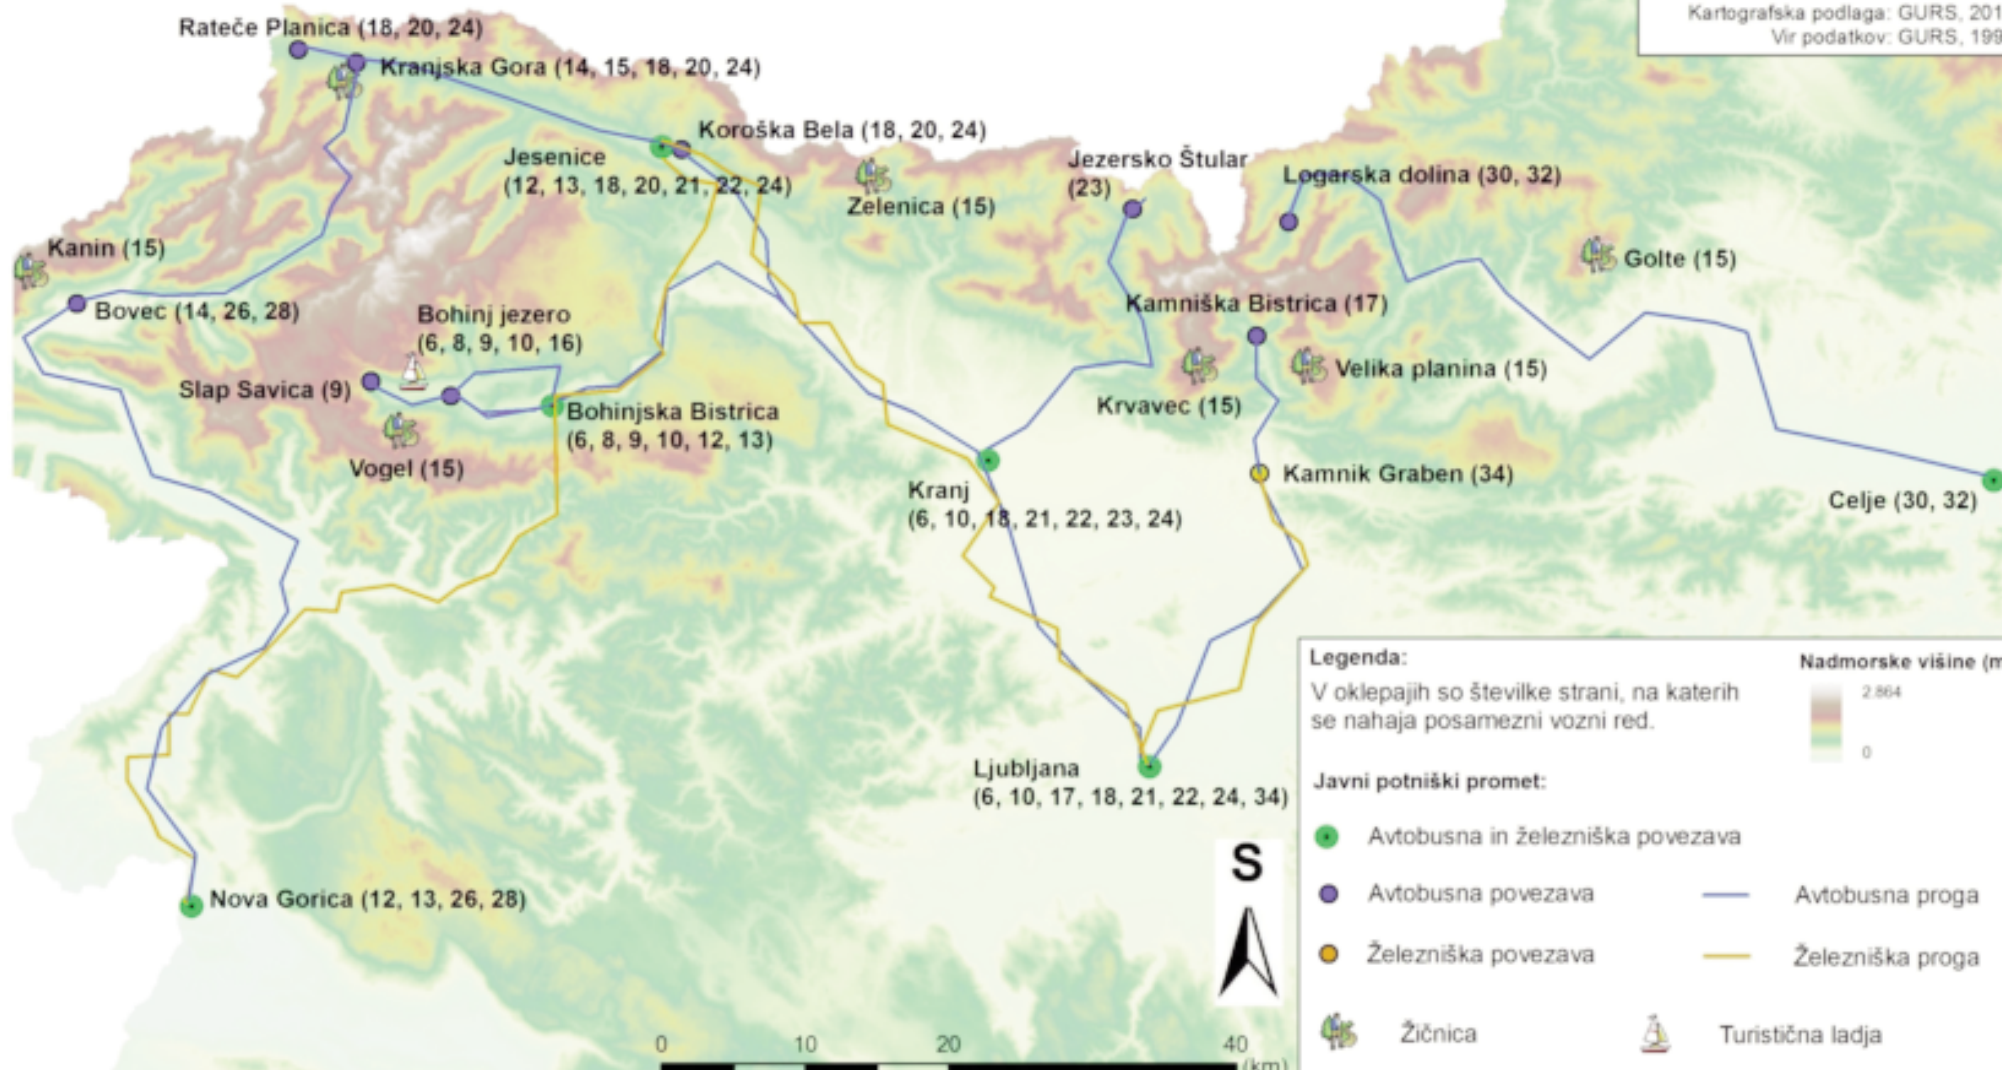 Kartografska podlaga: GURS, 201
Vir podatkov: GURS, 199
Rateče Planica (18, 20, 24)
Kranjska Gora (14, 15, 18, 20, 24)
Koroška Bela (18, 20, 24)
Jesenice
(12, 13, 18, 20, 21, 22, 24)
Zelenica (15)
Jezersko Štular
(23)
Logarska dolina (30, 32)
Golte (15)
Kanin (15)
Bovec (14, 26, 28)
Bohinj jezero
(6, 8, 9, 10, 16)
Kamniška Bistrica (17)
Velika planina (15)
Slap Savica (9)
Bohinjska Bistrica
(6, 8, 9, 10, 12, 13)
Krvavec (15)
Vogel (15)
Kranj
(6, 10, 18, 21, 22, 23, 24)
Kamnik Graben (34)
Celje (30, 32)
Ljubljana
(6, 10, 17, 18, 21, 22, 24, 34)
Nova Gorica (12, 13, 26, 28)
S
0 10 20 40
(km)
Legenda:
V oklepajih so številke strani, na katerih
se nahaja posamezni vozni red.
Nadmorske višine (m
2.864
0
Javni potniški promet:
Avtobusna in železniška povezava
Avtobusna povezava
Avtobusna proga
Železniška povezava
Železniška proga
Žičnica
Turistična ladja